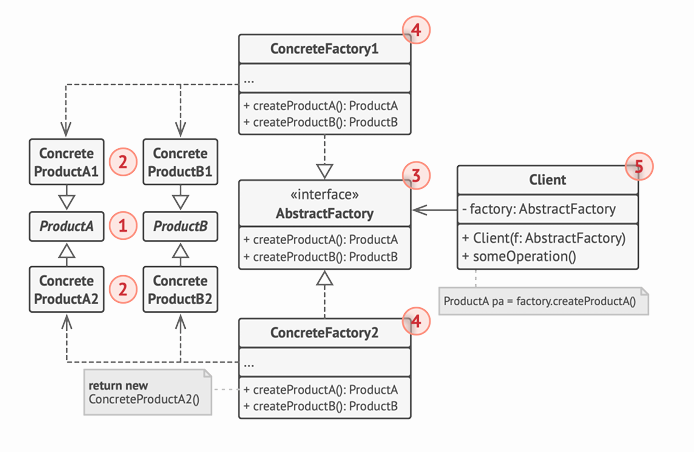 ConcreteFactory1
4
...
+ createProductA(): ProductA
+ createProductB(): ProductB
Concrete
ProductA1
2
Concrete
ProductB1
ProductA
1
ProductB
Concrete
ProductA2
2
Concrete
ProductB2
«interface»
AbstractFactory
3
+ createProductA(): ProductA
+ createProductB(): ProductB
Client
5
- factory: AbstractFactory
+ Client(f: AbstractFactory)
+ someOperation()
ProductA pa = factory.createProductA()
ConcreteFactory2
4
...
+ createProductA(): ProductA
+ createProductB(): ProductB
return new
ConcreteProductA2()